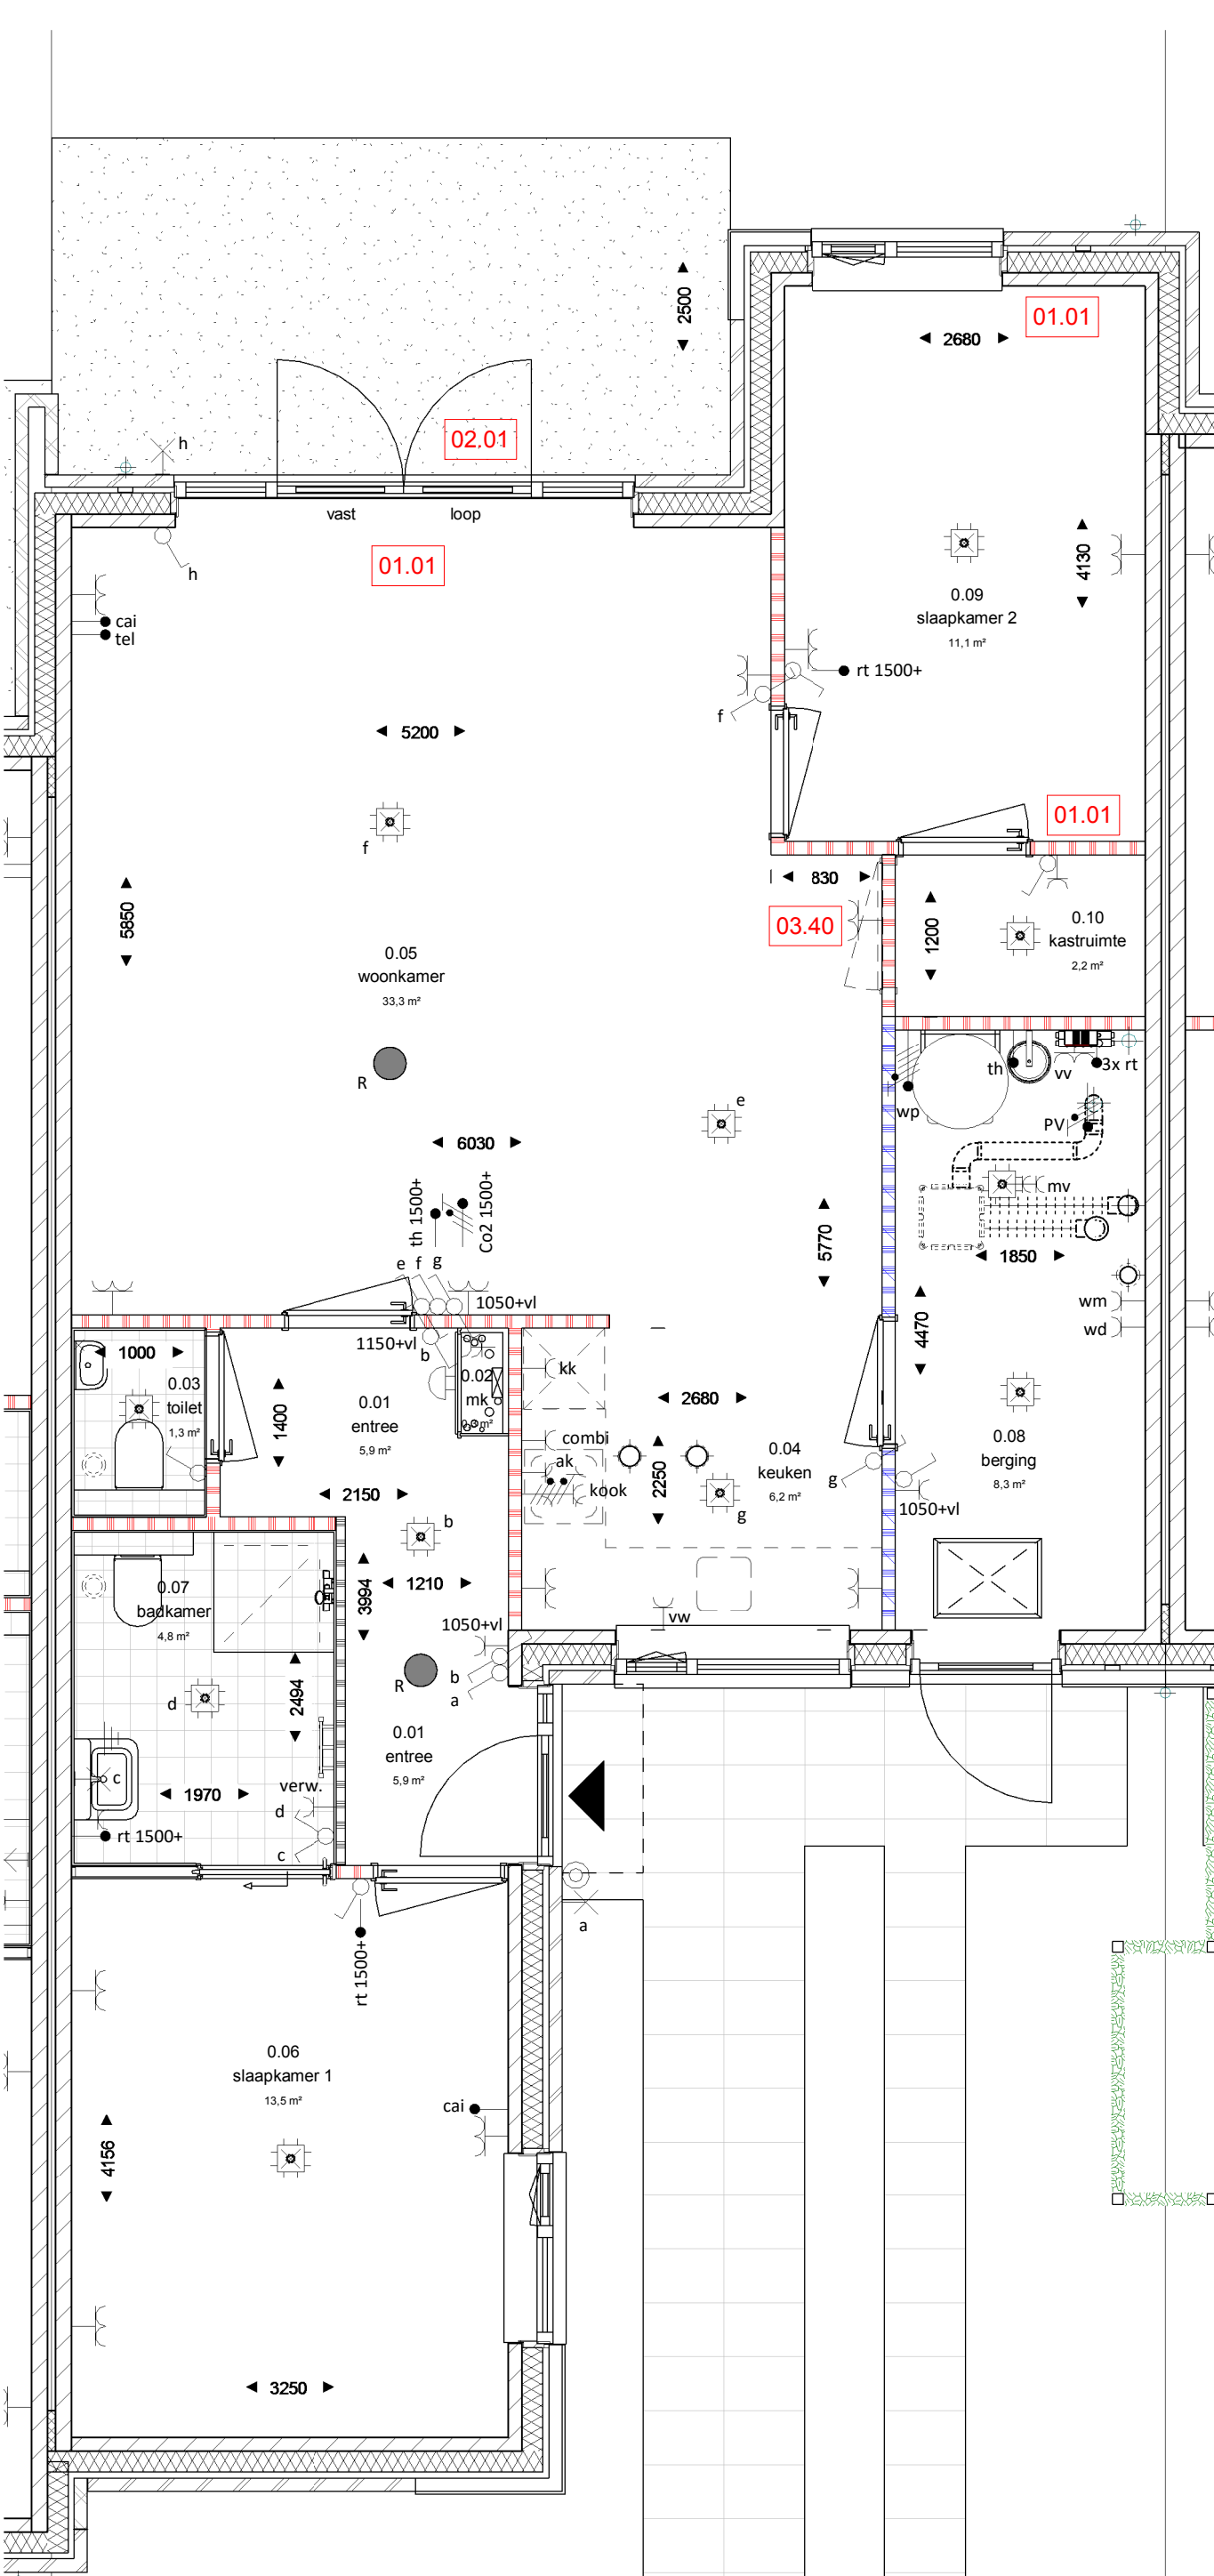 2500
01.01
2680
02.01
h
vast
loop
01.01
h
4130
0.09
slaapkamer 2
11,1 m²
cai
tel
rt 1500+
f
5200
01.01
f
830
5850
03.40
1200
0.10
kastruimte
2,2 m²
0.05
woonkamer
33,3 m²
th
vv
3x rt
R
wp
e
PV
6030
mv
th 1500+
Co2 1500+
5770
1850
e
f
g
1050+vl
wm
wd
4470
1150+vl
b
1000
0.03
toilet
1,3 m²
0.02
mk
kk
1400
0.01
entree
5,9 m²
2680
combi
ak
kook
2250
0.04
keuken
6,2 m²
g
g
0.08
berging
8,3 m²
1050+vl
2150
b
3994
1210
0.07
badkamer
4,8 m²
vw
1050+vl
b
a
R
2494
d
0.01
entree
5,9 m²
c
1970
verw.
d
rt 1500+
c
a
rt 1500+
0.06
slaapkamer 1
13,5 m²
cai
4156
3250